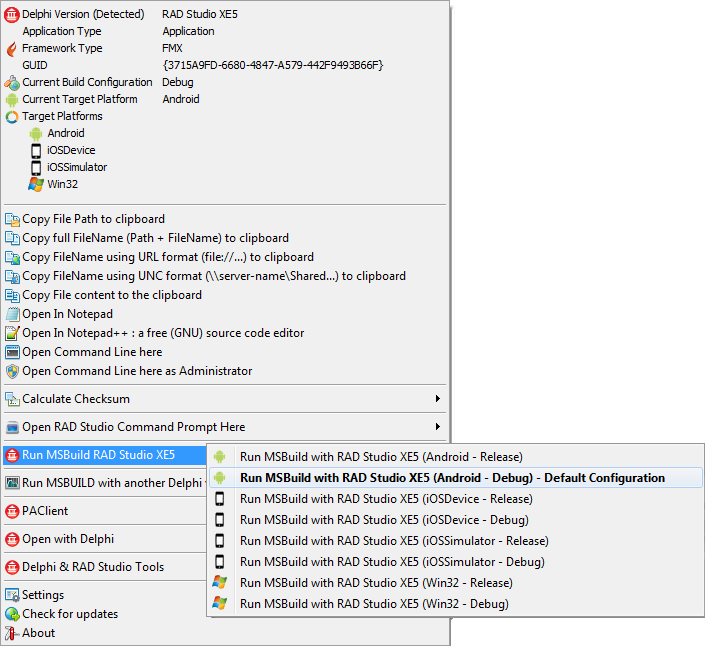 Delphi Version (Detected) RAD Studio XE5
Application Type Application
Framework Type FMX
GUID {3715A9FD-6680-4847-A579-442F9493B66F}
Current Build Configuration Debug
Current Target Platform Android
Target Platforms
Android
iOSDevice
iOSSimulator
Win32
Copy File Path to clipboard
Copy full FileName (Path + FileName) to clipboard
Copy FileName using URL format (file://...) to clipboard
Copy FileName using UNC format (\\server-name\Shared...) to clipboard
Copy File content to the clipboard
Open In Notepad
Open In Notepad++ : a free (GNU) source code editor
Open Command Line here
Open Command Line here as Administrator
Calculate Checksum
Open RAD Studio Command Prompt Here
Run MSBuild RAD Studio XE5
Run MSBUILD with another Delphi
PAClient
Open with Delphi
Delphi & RAD Studio Tools
Settings
Check for updates
About
Run MSBuild with RAD Studio XE5 (Android - Release)
Run MSBuild with RAD Studio XE5 (Android - Debug) - Default Configuration
Run MSBuild with RAD Studio XE5 (iOSDevice - Release)
Run MSBuild with RAD Studio XE5 (iOSDevice - Debug)
Run MSBuild with RAD Studio XE5 (iOSSimulator - Release)
Run MSBuild with RAD Studio XE5 (iOSSimulator - Debug)
Run MSBuild with RAD Studio XE5 (Win32 - Release)
Run MSBuild with RAD Studio XE5 (Win32 - Debug)